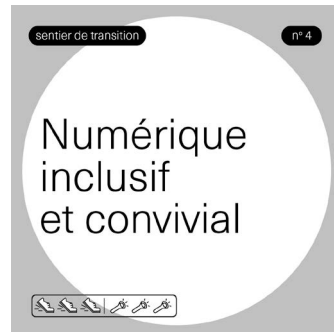 sentier de transition
n° 4
Numérique
inclusif
et convivial